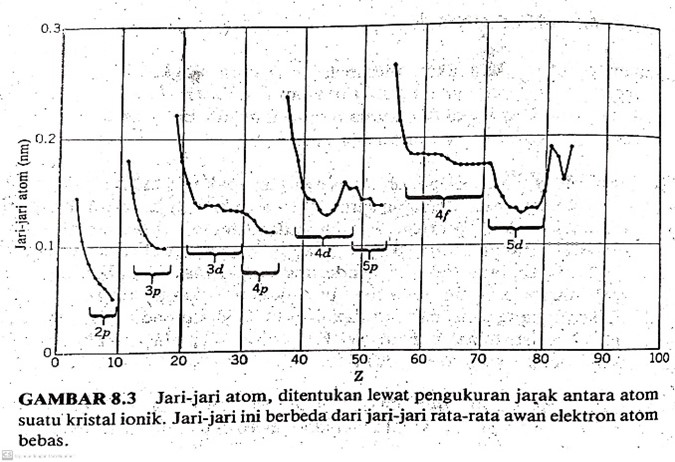 0.3
0.2
0.1
0
Jari-jari atom (nm)
2p
3p
3d
4p
4d
5p
4f
5d
0 10 20 30 40 50 60 70 80 90 100
Z
GAMBAR 8.3 Jari-jari atom, ditentukan lewat pengukuran jarak antara atom
suatu kristal ionik. Jari-jari ini berbeda dari jari-jari rata-rata awan elektron atom
bebas.
CS